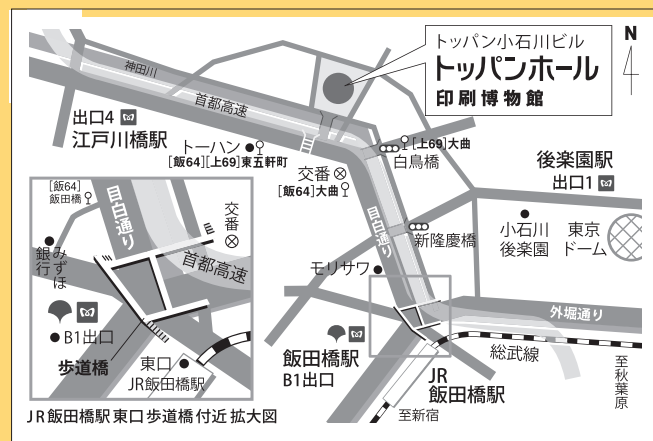 トッパン小石川ビル
トッパンホール
印刷博物館
N
神田川
首都高速
出口4
江戸川橋駅
トーハン
[飯64][上69]東五軒町
交番
[飯64]大曲
[上69]大曲
白鳥橋
後楽園駅
出口1
目白通り
新隆慶橋
小石川
後楽園
東京
ドーム
モリサワ
外堀通り
飯田橋駅
B1出口
JR
飯田橋駅
総武線
至秋葉原
至新宿
[飯64]
飯田橋
目白通り
交番
みずほ
銀行
首都高速
B1出口
歩道橋
東口
JR飯田橋駅
JR飯田橋駅東口歩道橋付近拡大図